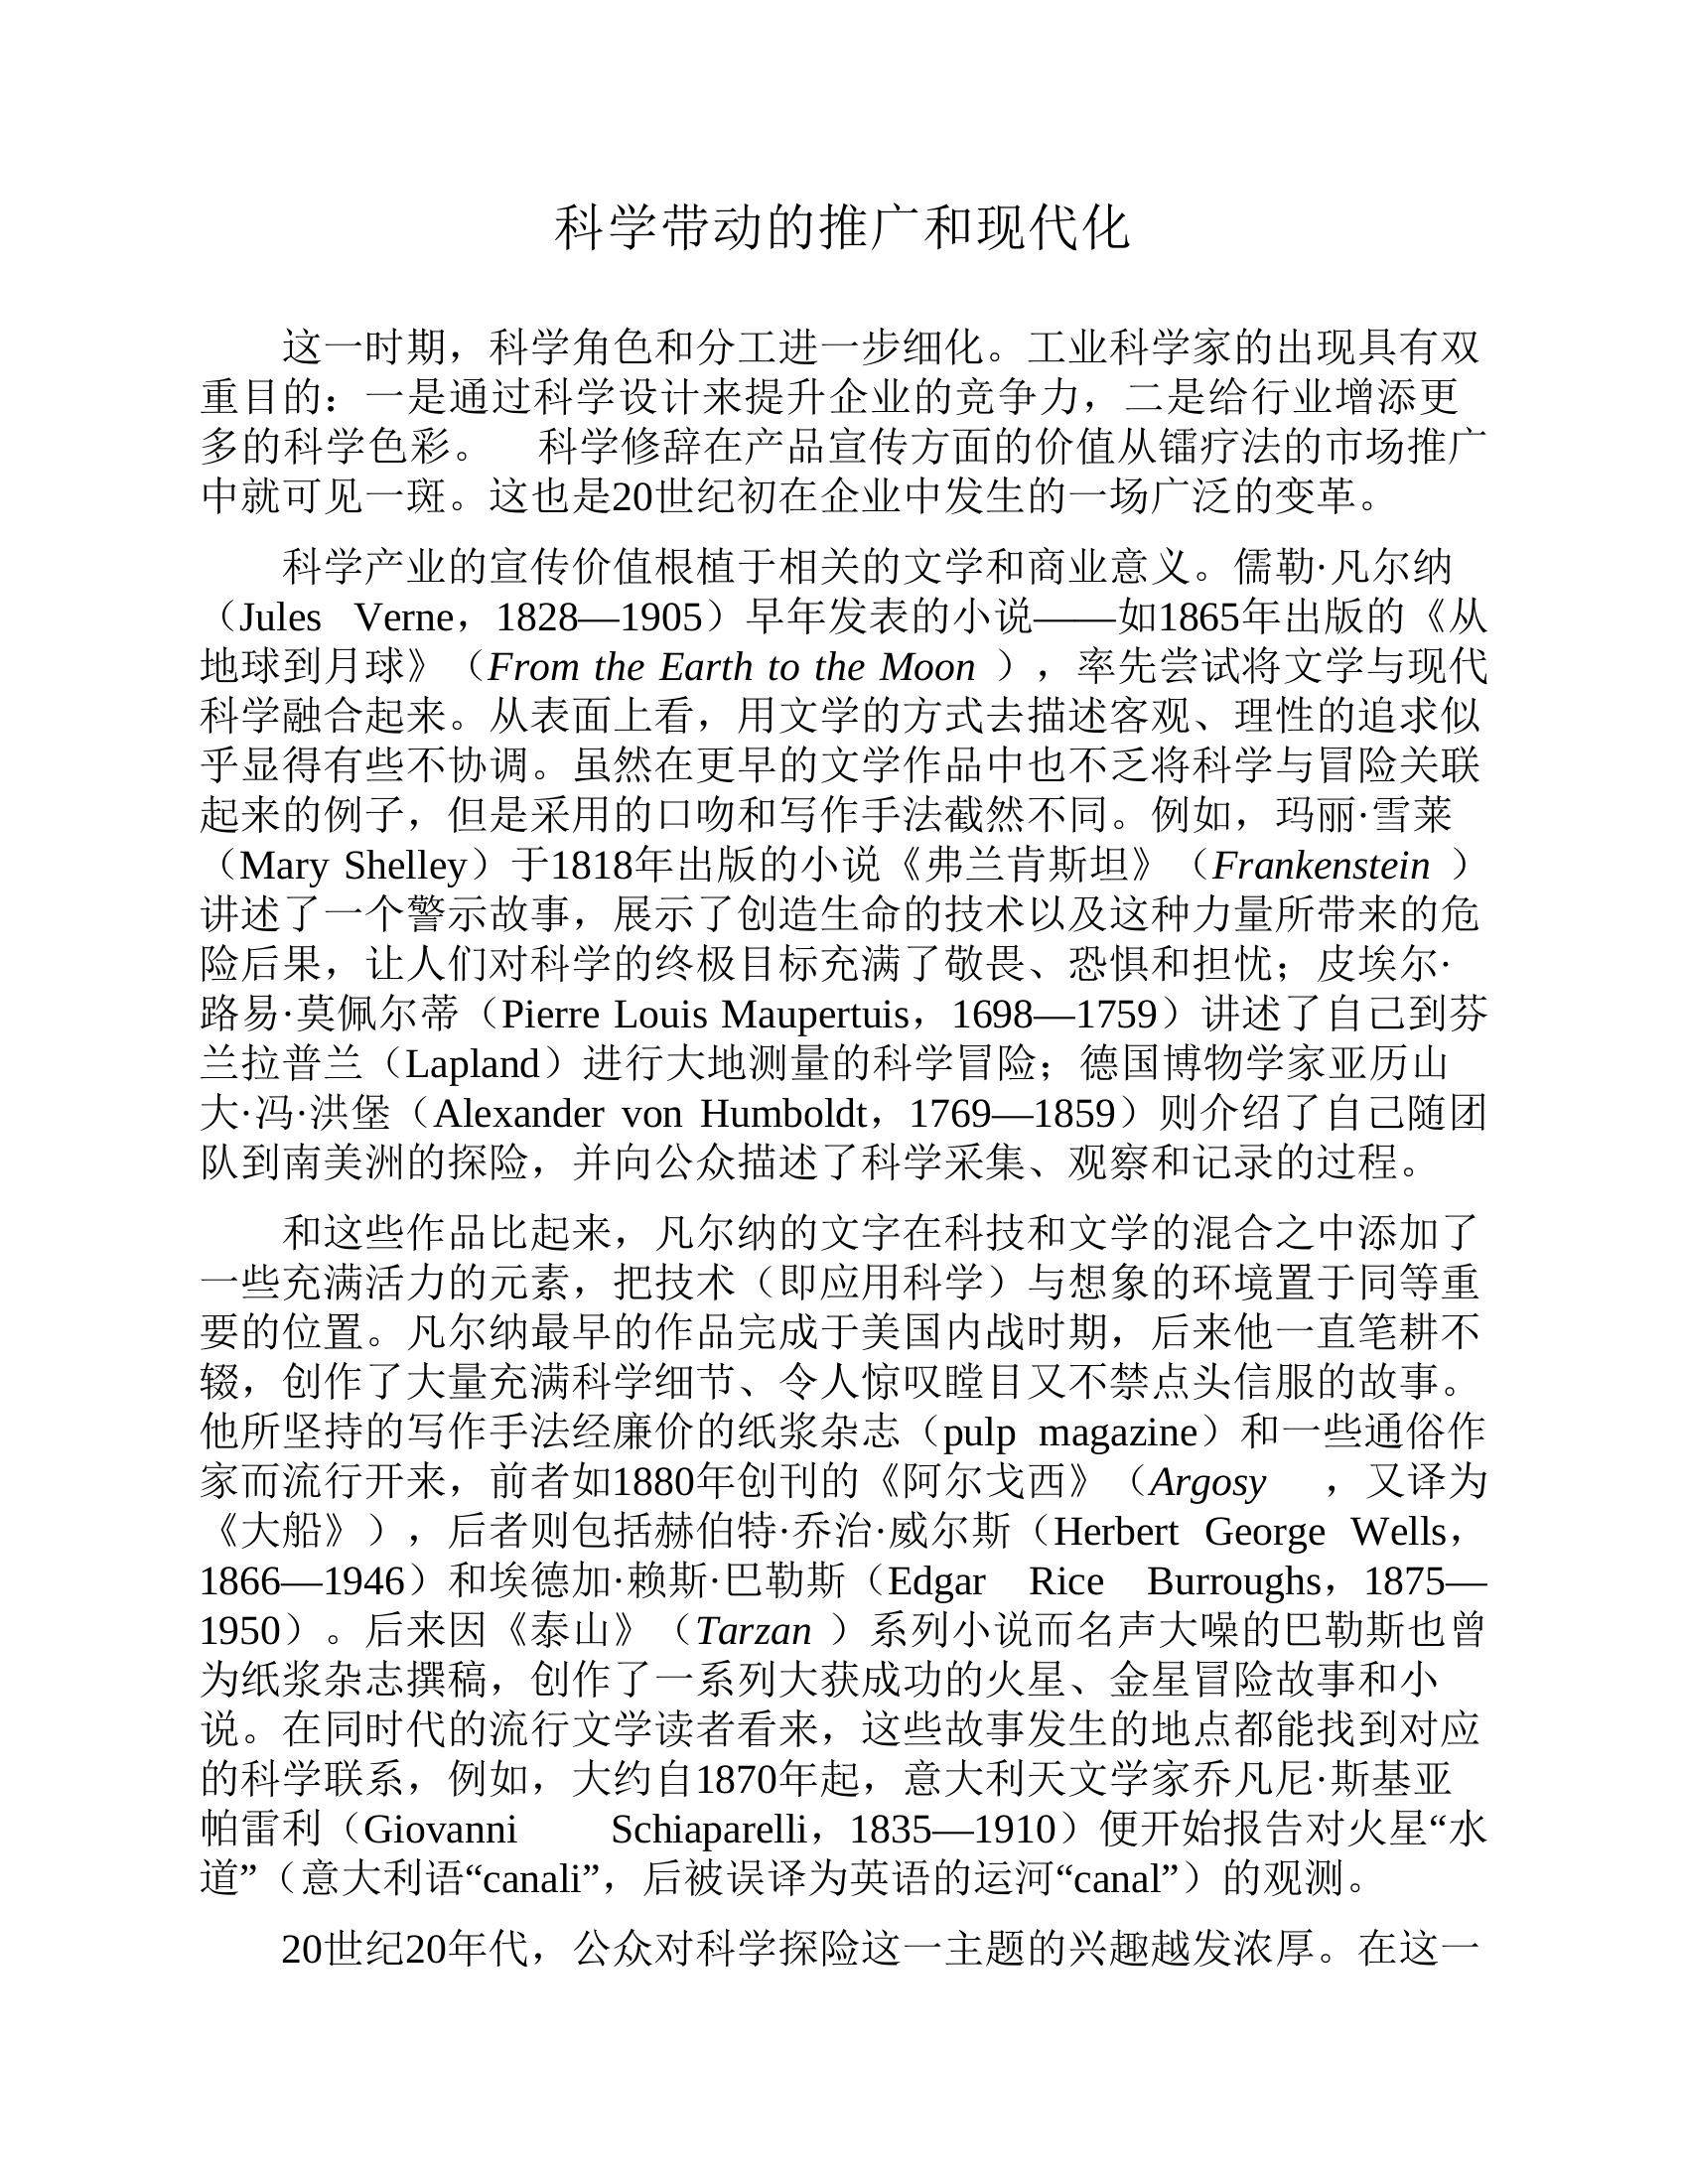 科学带动的推广和现代化
这一时期，科学角色和分工进一步细化。工业科学家的出现具有双
重目的：一是通过科学设计来提升企业的竞争力，二是给行业增添更
多的科学色彩。 科学修辞在产品宣传方面的价值从镭疗法的市场推广
中就可见一斑。这也是20世纪初在企业中发生的一场广泛的变革。
科学产业的宣传价值根植于相关的文学和商业意义。儒勒·凡尔纳
（Jules Verne，1828—1905）早年发表的小说——如1865年出版的《从
地球到月球》（From the Earth to the Moon ），率先尝试将文学与现代
科学融合起来。从表面上看，用文学的方式去描述客观、理性的追求似
乎显得有些不协调。虽然在更早的文学作品中也不乏将科学与冒险关联
起来的例子，但是采用的口吻和写作手法截然不同。例如，玛丽·雪莱
（Mary Shelley）于1818年出版的小说《弗兰肯斯坦》（Frankenstein ）
讲述了一个警示故事，展示了创造生命的技术以及这种力量所带来的危
险后果，让人们对科学的终极目标充满了敬畏、恐惧和担忧；皮埃尔·
路易·莫佩尔蒂（Pierre Louis Maupertuis，1698—1759）讲述了自己到芬
兰拉普兰（Lapland）进行大地测量的科学冒险；德国博物学家亚历山
大·冯·洪堡（Alexander von Humboldt，1769—1859）则介绍了自己随团
队到南美洲的探险，并向公众描述了科学采集、观察和记录的过程。
和这些作品比起来，凡尔纳的文字在科技和文学的混合之中添加了
一些充满活力的元素，把技术（即应用科学）与想象的环境置于同等重
要的位置。凡尔纳最早的作品完成于美国内战时期，后来他一直笔耕不
辍，创作了大量充满科学细节、令人惊叹瞠目又不禁点头信服的故事。
他所坚持的写作手法经廉价的纸浆杂志（pulp magazine）和一些通俗作
家而流行开来，前者如1880年创刊的《阿尔戈西》（Argosy ，又译为
《大船》），后者则包括赫伯特·乔治·威尔斯（Herbert George Wells，
1866—1946）和埃德加·赖斯·巴勒斯（Edgar Rice Burroughs，1875—
1950）。后来因《泰山》（Tarzan ）系列小说而名声大噪的巴勒斯也曾
为纸浆杂志撰稿，创作了一系列大获成功的火星、金星冒险故事和小
说。在同时代的流行文学读者看来，这些故事发生的地点都能找到对应
的科学联系，例如，大约自1870年起，意大利天文学家乔凡尼·斯基亚
帕雷利（Giovanni Schiaparelli，1835—1910）便开始报告对火星“水
道”（意大利语“canali”，后被误译为英语的运河“canal”）的观测。
20世纪20年代，公众对科学探险这一主题的兴趣越发浓厚。在这一